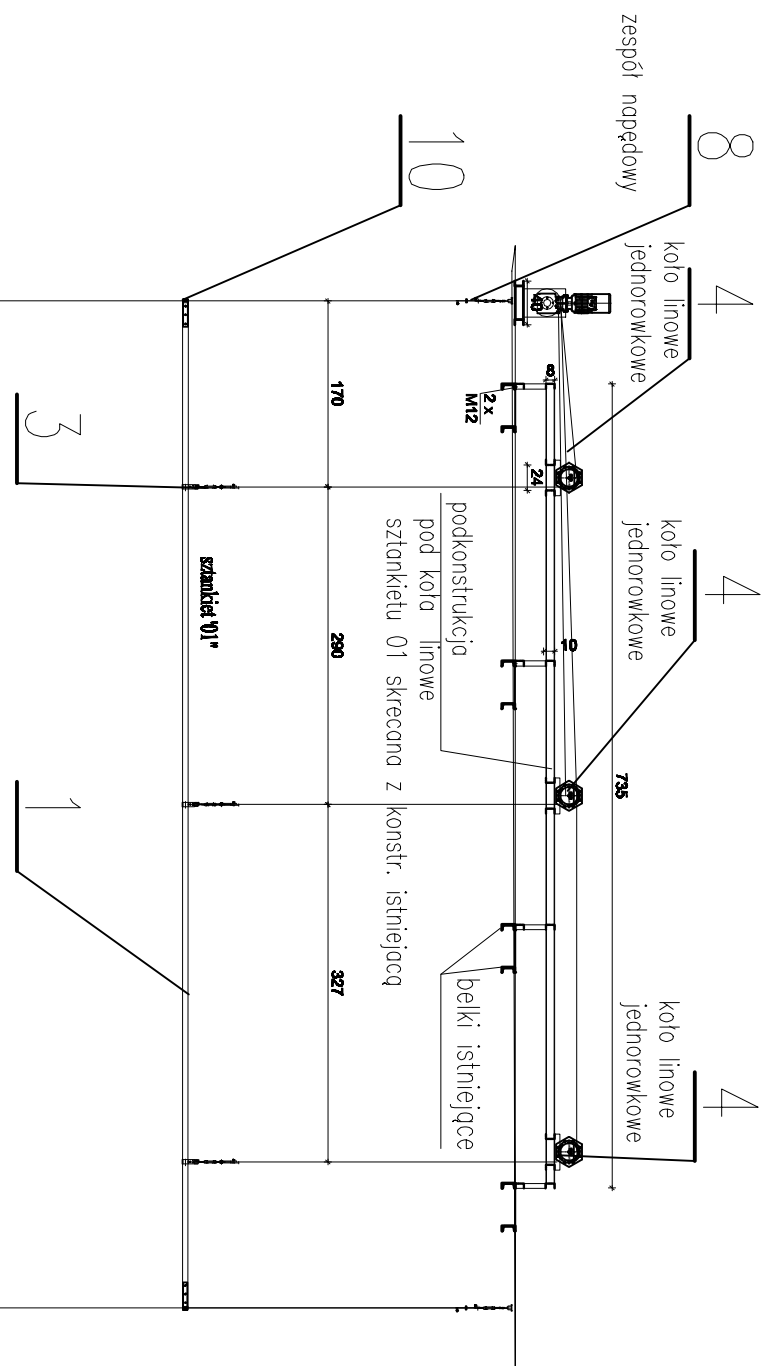 8
zespół napędowy
4
koło linowe
jednorowkowe
4
koło linowe
jednorowkowe
4
koło linowe
jednorowkowe
735
8
24
10
2 x
M12
podkonstrukcja
pod koła linowe
sztankietu 01 skrecana z konstr. istniejacą
belki istniejące
10
170
290
327
sztankiet '01"
3
1